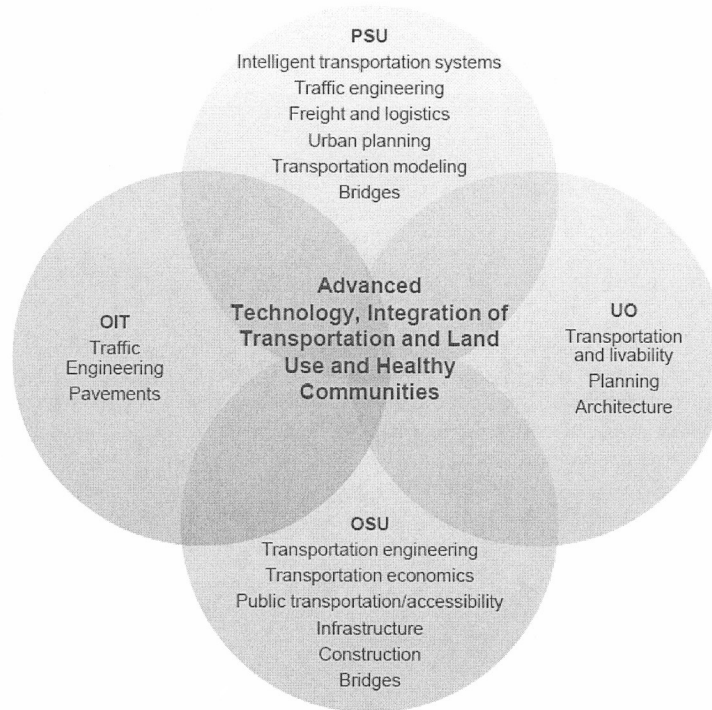 PSU
Intelligent transportation systems
Traffic engineering
Freight and logistics
Urban planning
Transportation modeling
Bridges
Advanced
Technology, Integration of
Transportation and Land
Use and Healthy
Communities
OIT
Traffic
Engineering
Pavements
UO
Transportation
and livability
Planning
Architecture
OSU
Transportation engineering
Transportation economics
Public transportation/accessibility
Infrastructure
Construction
Bridges